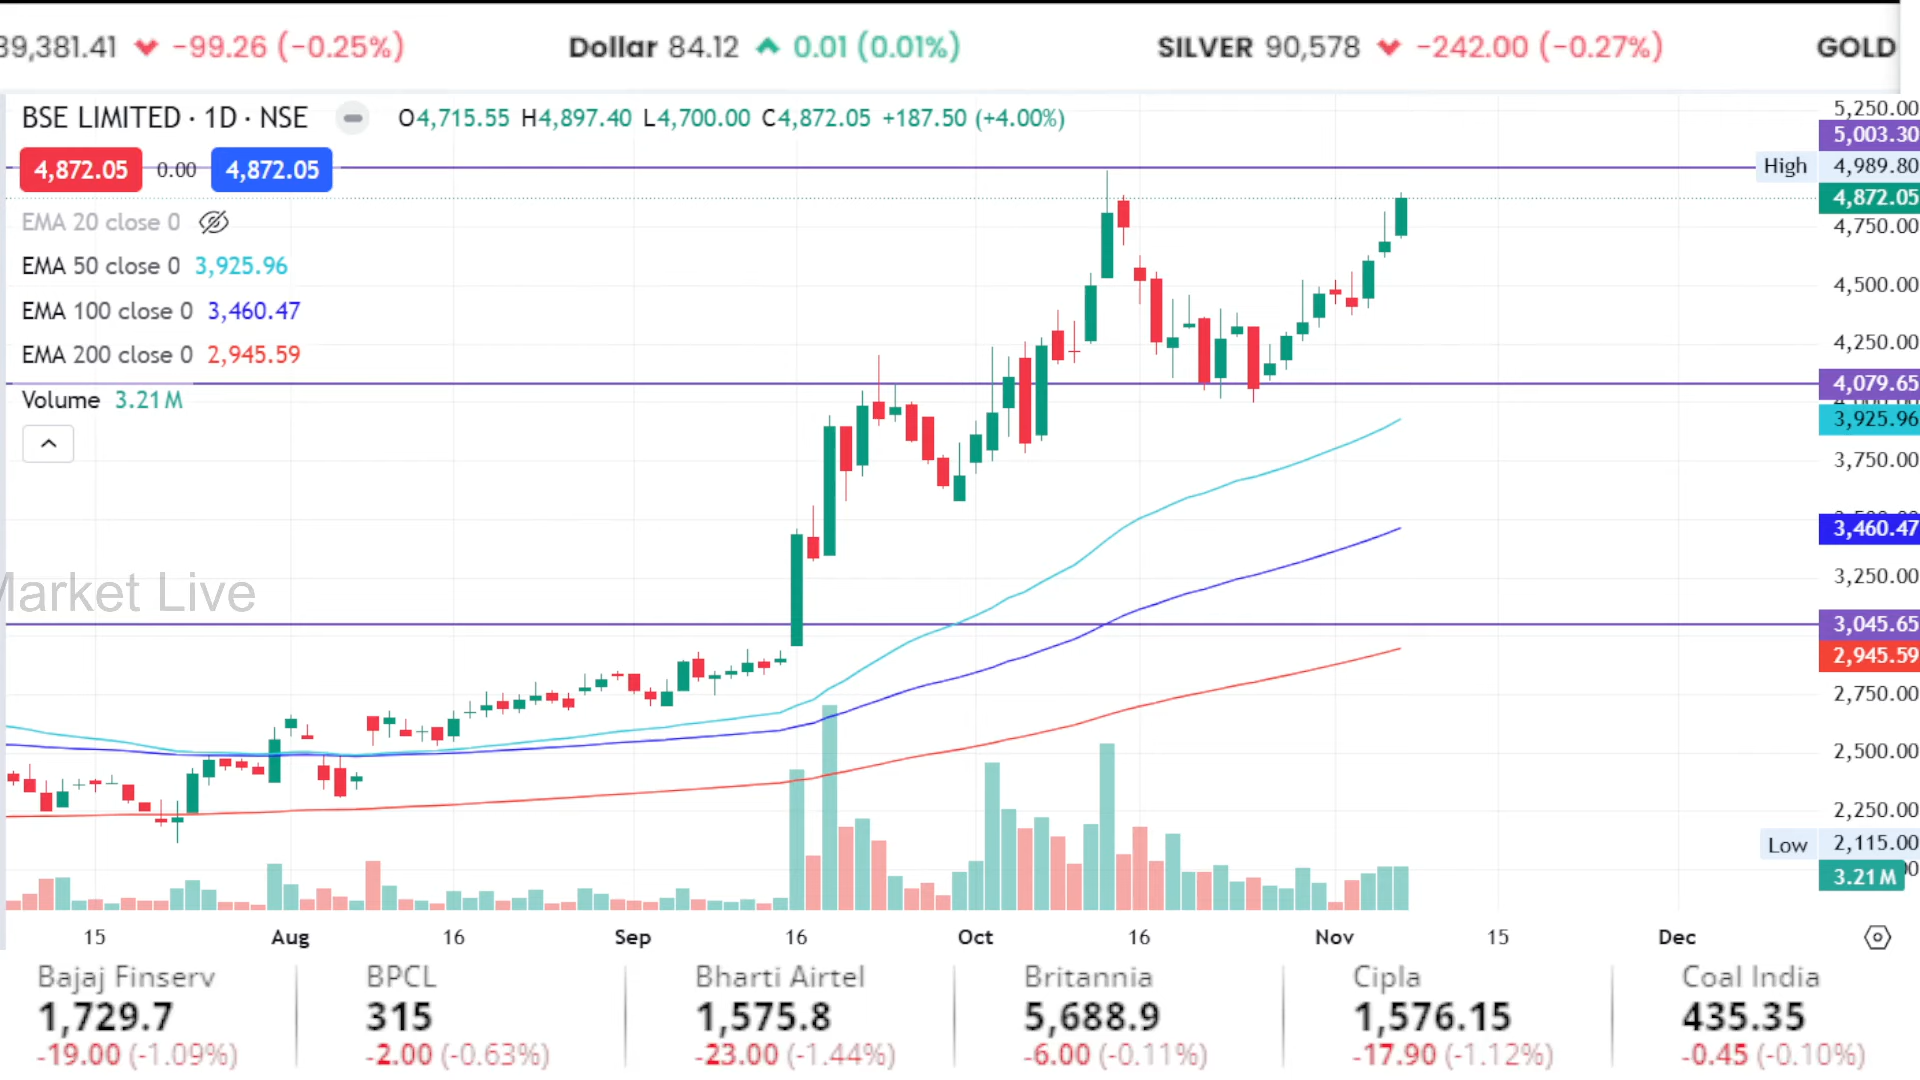 39,381.41 -99.26 (-0.25%) Dollar 84.12 0.01 (0.01%) SILVER 90,578 -242.00 (-0.27%) GOLD
BSE LIMITED · 1D · NSE O4,715.55 H4,897.40 L4,700.00 C4,872.05 +187.50 (+4.00%)
4,872.05 0.00 4,872.05
EMA 20 close 0
EMA 50 close 0 3,925.96
EMA 100 close 0 3,460.47
EMA 200 close 0 2,945.59
Volume 3.21 M
Market Live
5,250.00
5,003.30
High 4,989.80
4,872.05
4,750.00
4,500.00
4,250.00
4,079.65
3,925.96
3,750.00
3,460.47
3,250.00
3,045.65
2,945.59
2,750.00
2,500.00
2,250.00
Low 2,115.00
3.21 M
15 Aug 16 Sep 16 Oct 16 Nov 15 Dec
Bajaj Finserv BPCL Bharti Airtel Britannia Cipla Coal India
1,729.7 315 1,575.8 5,688.9 1,576.15 435.35
-19.00 (-1.09%) -2.00 (-0.63%) -23.00 (-1.44%) -6.00 (-0.11%) -17.90 (-1.12%) -0.45 (-0.10%)